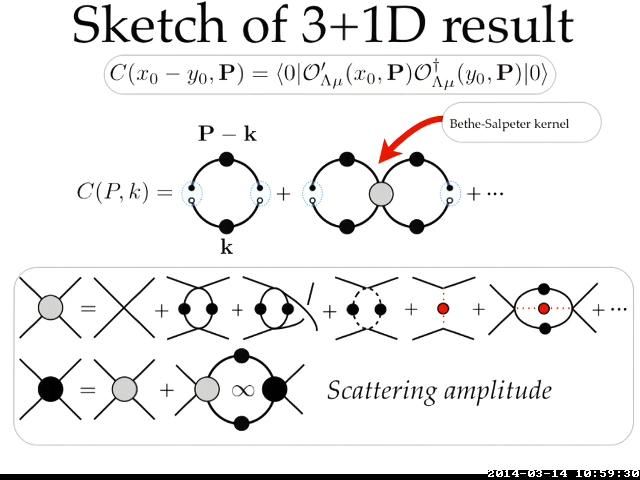 Sketch of 3+1D result
C(x₀ − y₀, P) = ⟨0|O′_Λμ(x₀, P)O†_Λμ(y₀, P)|0⟩
Bethe-Salpeter kernel
P − k
C(P, k) = + + ···
k
= + + + + + ···
= + ∞ Scattering amplitude
2014-03-14 10:59:30